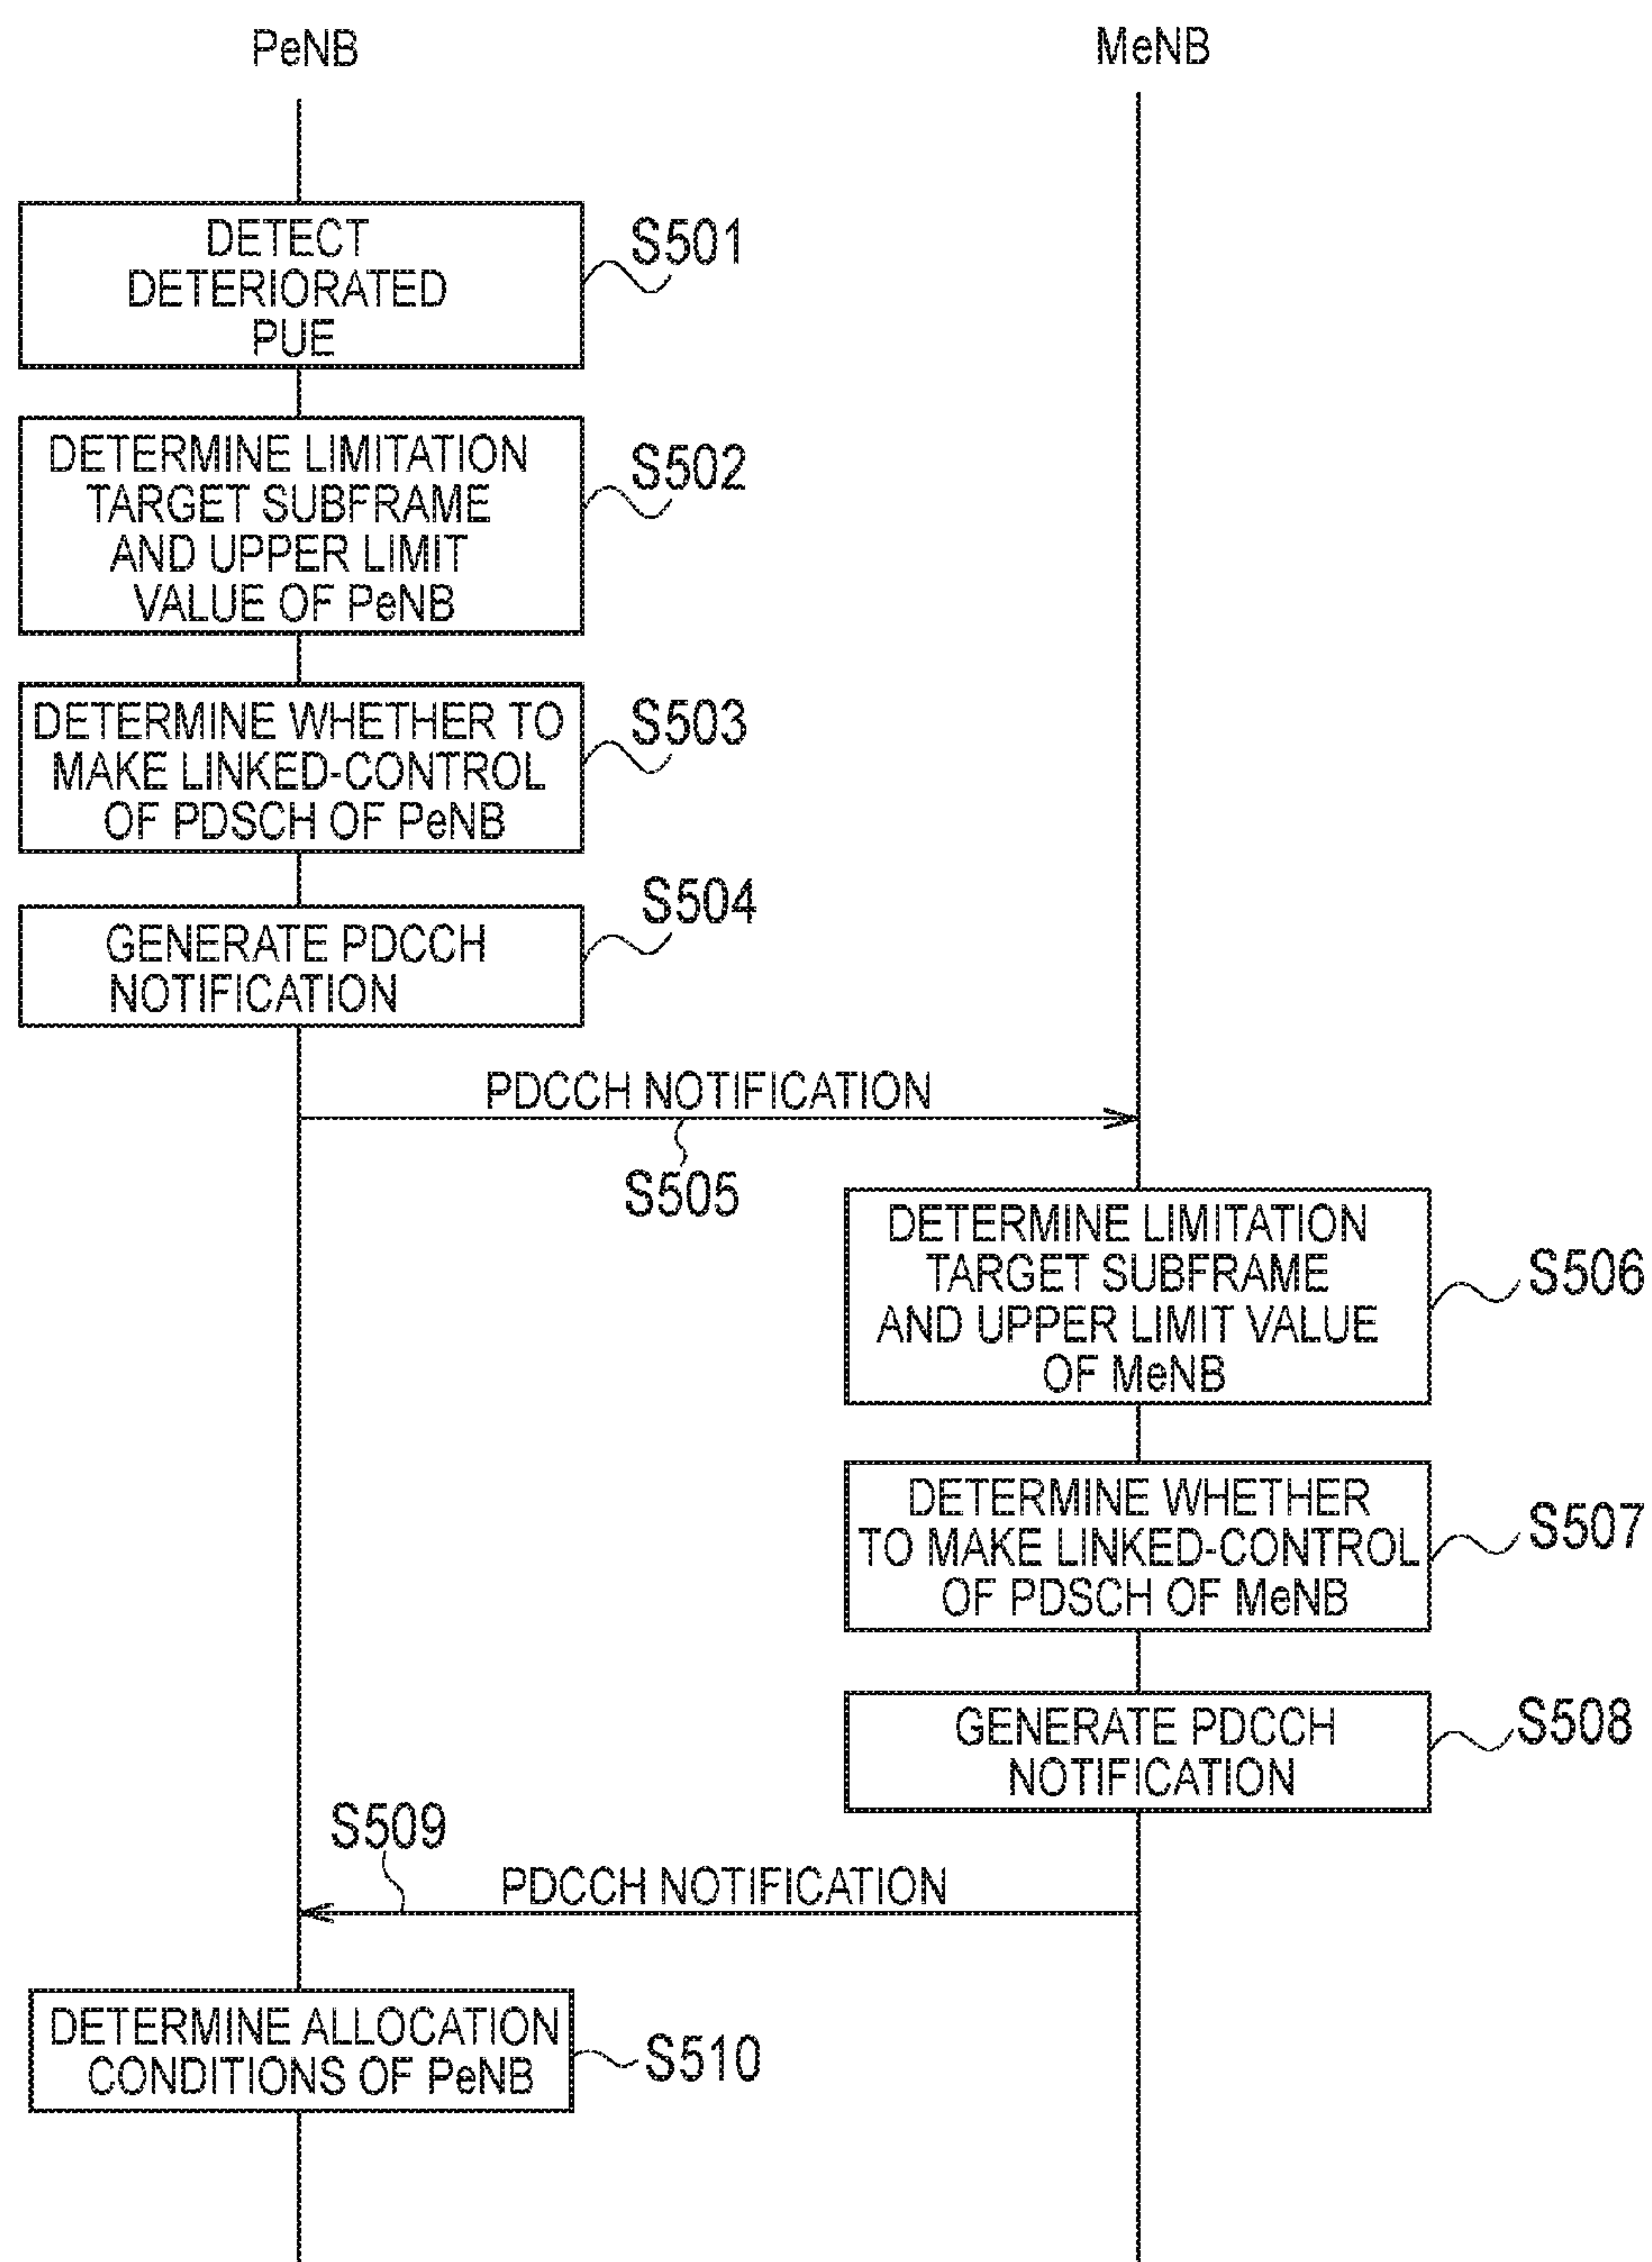 PeNB
MeNB
DETECT
DETERIORATED
PUE
S501
DETERMINE LIMITATION
TARGET SUBFRAME
AND UPPER LIMIT
VALUE OF PeNB
S502
DETERMINE WHETHER TO
MAKE LINKED-CONTROL
OF PDSCH OF PeNB
S503
GENERATE PDCCH
NOTIFICATION
S504
PDCCH NOTIFICATION
S505
DETERMINE LIMITATION
TARGET SUBFRAME
AND UPPER LIMIT VALUE
OF MeNB
S506
DETERMINE WHETHER
TO MAKE LINKED-CONTROL
OF PDSCH OF MeNB
S507
GENERATE PDCCH
NOTIFICATION
S508
S509
PDCCH NOTIFICATION
DETERMINE ALLOCATION
CONDITIONS OF PeNB
S510